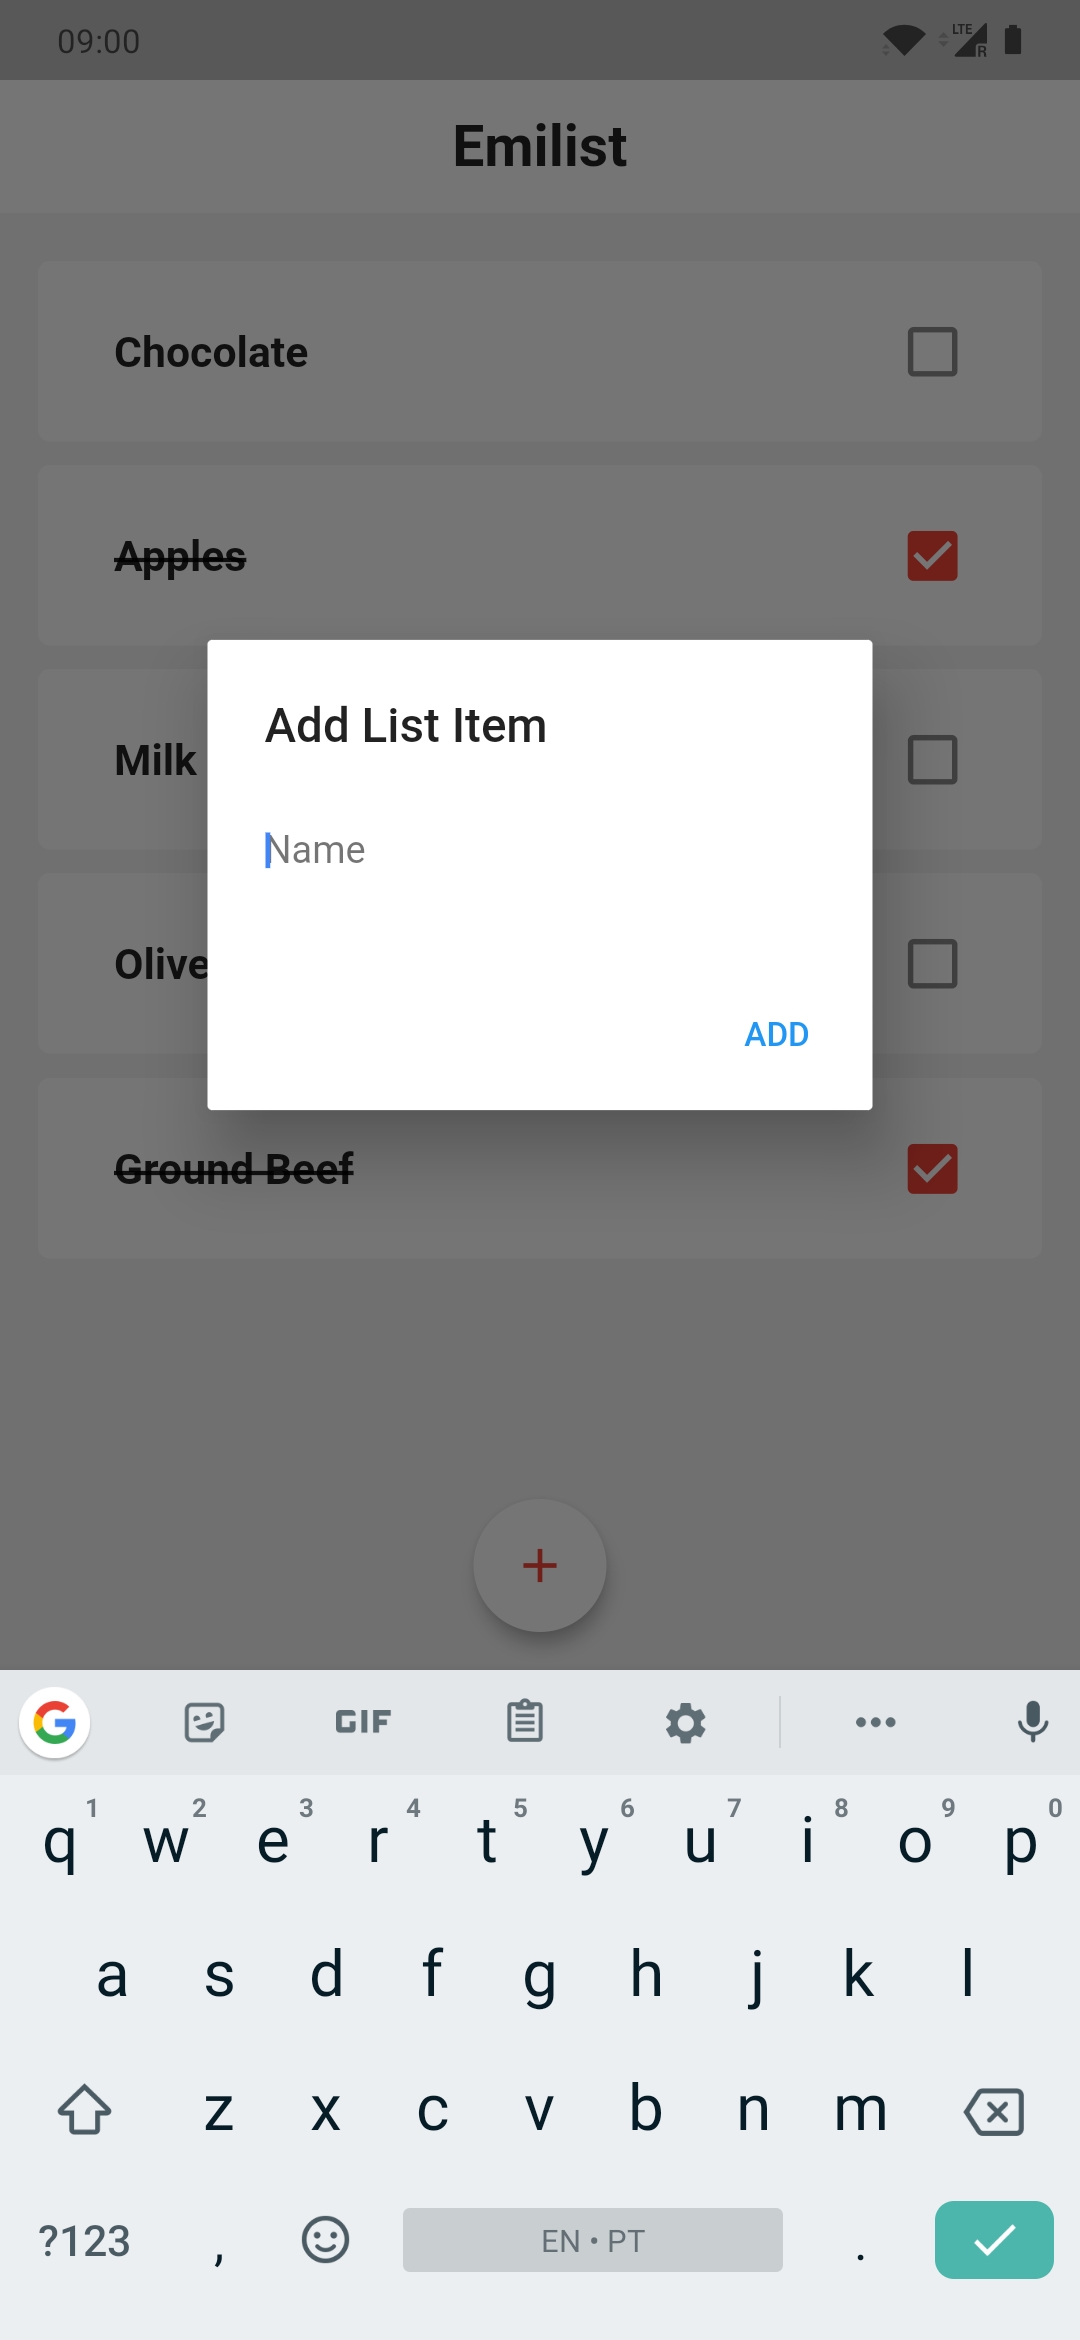 09:00
LTE
R
Emilist
Chocolate
Apples
Add List Item
Milk
Name
Olive
ADD
Ground Beef
+
G GIF
1 2 3 4 5 6 7 8 9 0
q w e r t y u i o p
a s d f g h j k l
z x c v b n m
?123 , EN • PT .